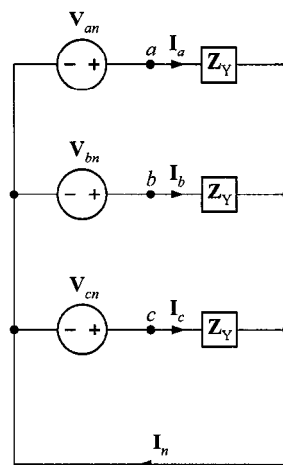 V_an
− + a I_a Z_Y
V_bn
− + b I_b Z_Y
V_cn
− + c I_c Z_Y
I_n